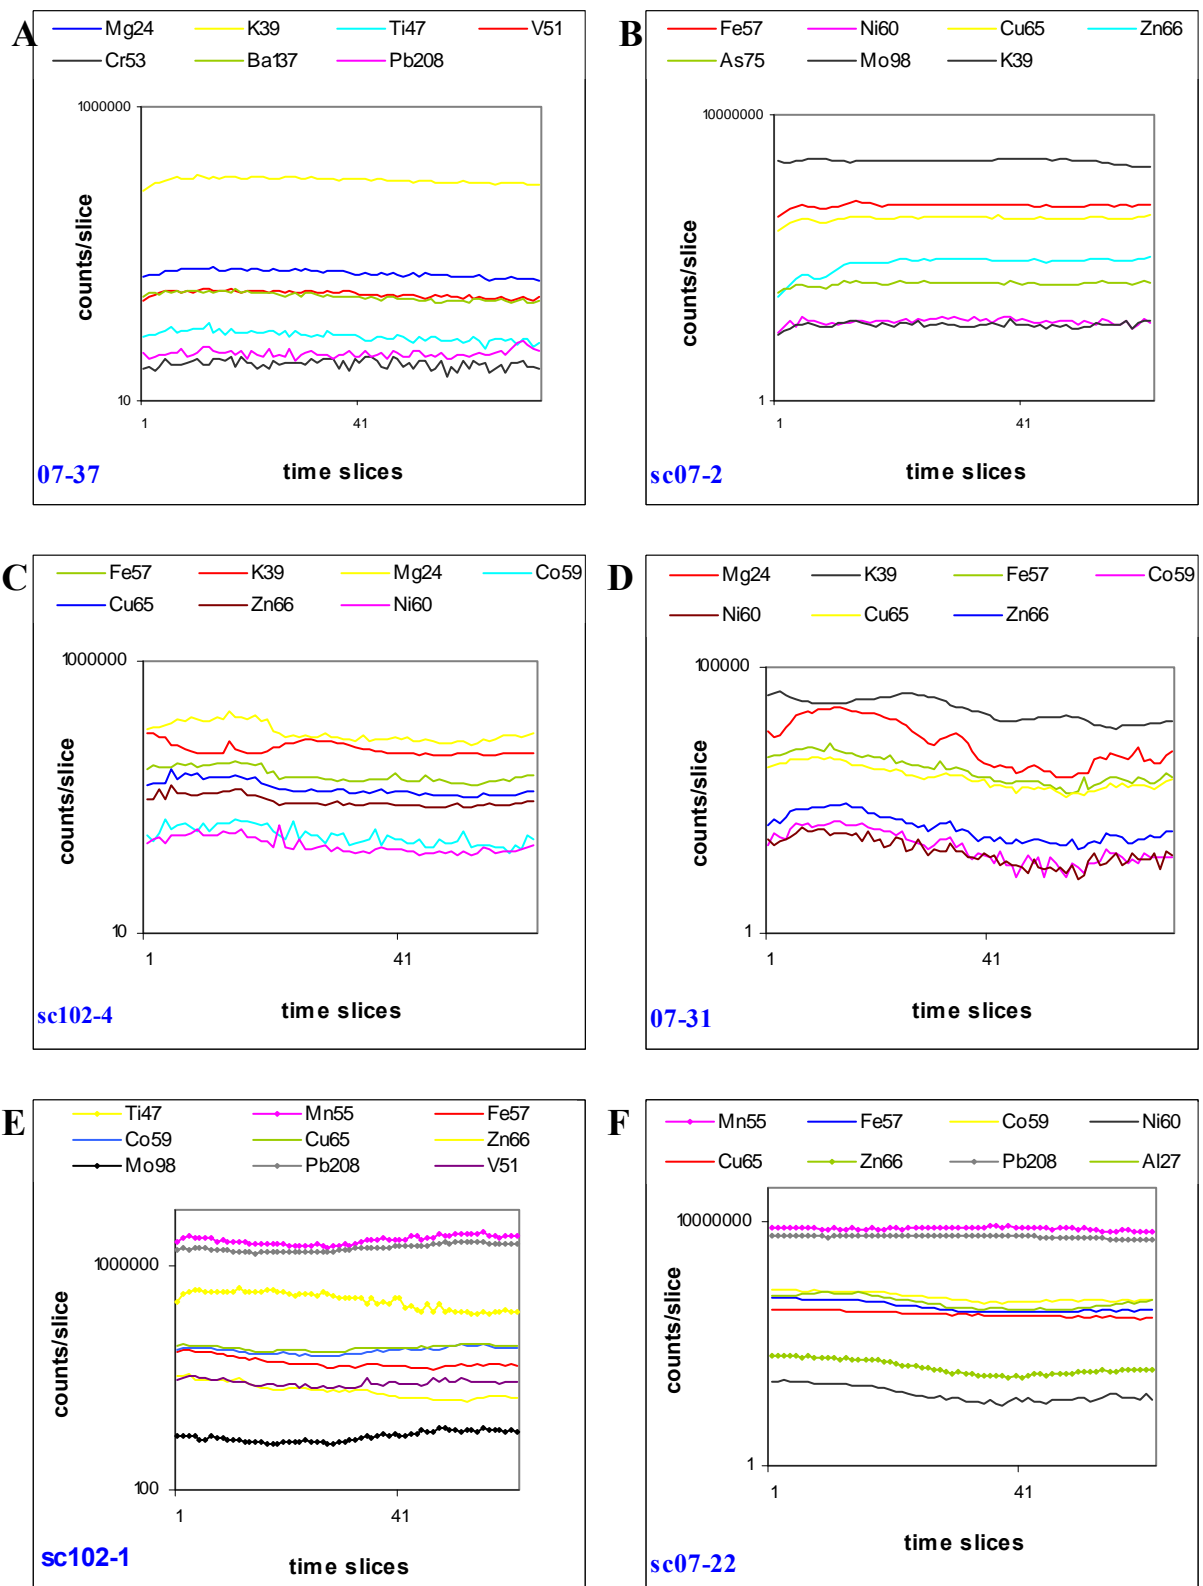 A
Mg24 K39 Ti47 V51
Cr53 Ba137 Pb208
1000000
counts/slice
10
1 41
time slices
07-37
B
Fe57 Ni60 Cu65 Zn66
As75 Mo98 K39
10000000
counts/slice
1
1 41
time slices
sc07-2
C
Fe57 K39 Mg24 Co59
Cu65 Zn66 Ni60
1000000
counts/slice
10
1 41
time slices
sc102-4
D
Mg24 K39 Fe57 Co59
Ni60 Cu65 Zn66
100000
counts/slice
1
1 41
time slices
07-31
E
Ti47 Mn55 Fe57
Co59 Cu65 Zn66
Mo98 Pb208 V51
1000000
counts/slice
100
1 41
time slices
sc102-1
F
Mn55 Fe57 Co59 Ni60
Cu65 Zn66 Pb208 Al27
10000000
counts/slice
1
1 41
time slices
sc07-22